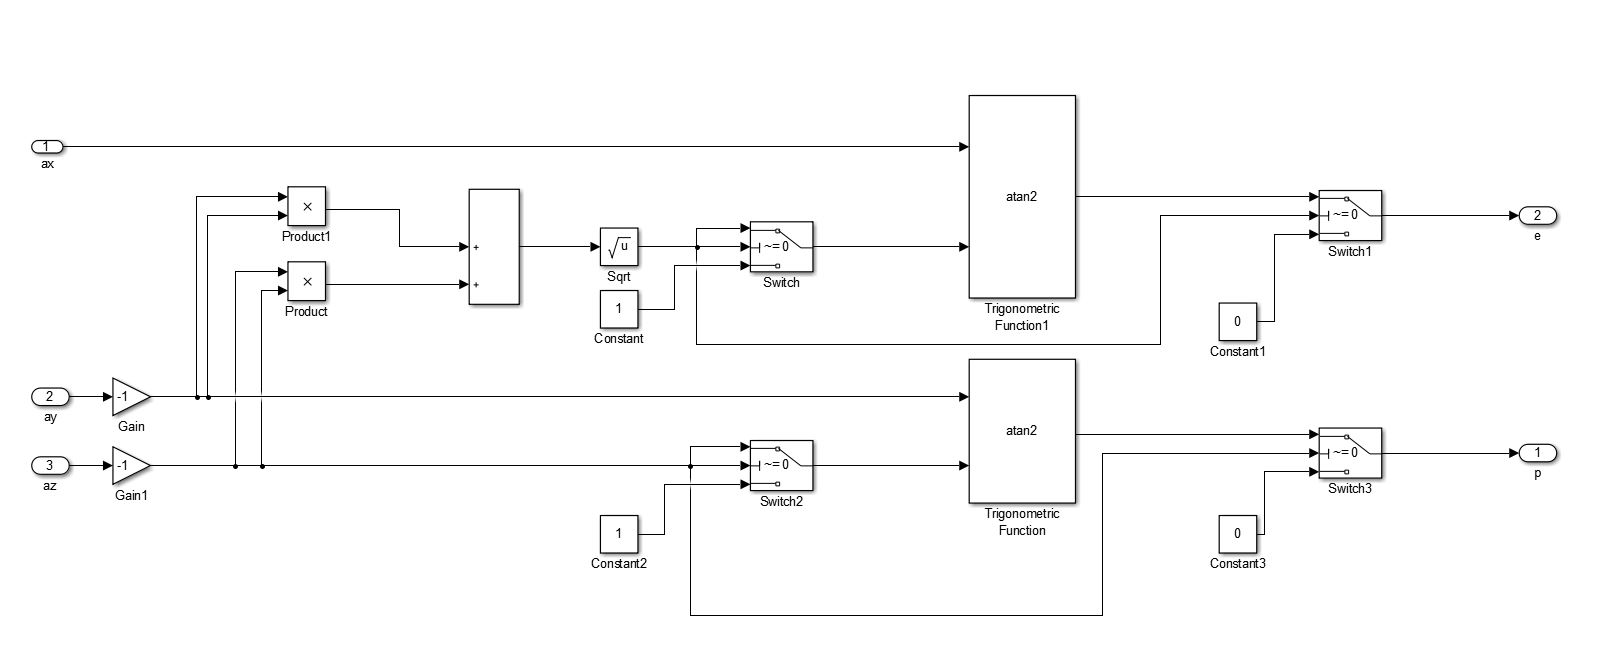 1
ax
×
Product1
×
Product
+
+
√u
Sqrt
1
Constant
~= 0
Switch
atan2
Trigonometric
Function1
~= 0
Switch1
0
Constant1
2
e
2
ay
-1
Gain
3
az
-1
Gain1
~= 0
Switch2
1
Constant2
atan2
Trigonometric
Function
~= 0
Switch3
0
Constant3
1
p